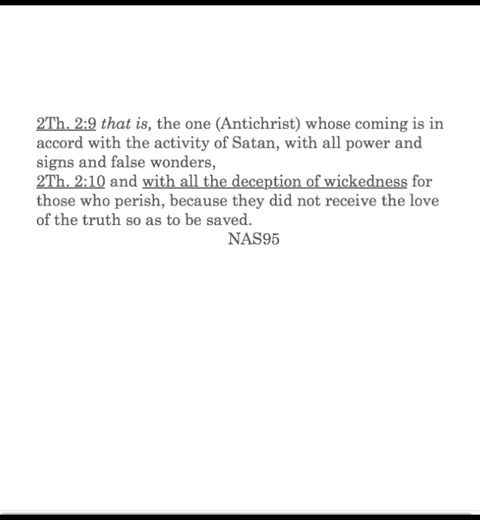 2Th. 2:9 that is, the one (Antichrist) whose coming is in
accord with the activity of Satan, with all power and
signs and false wonders,
2Th. 2:10 and with all the deception of wickedness for
those who perish, because they did not receive the love
of the truth so as to be saved.
NAS95